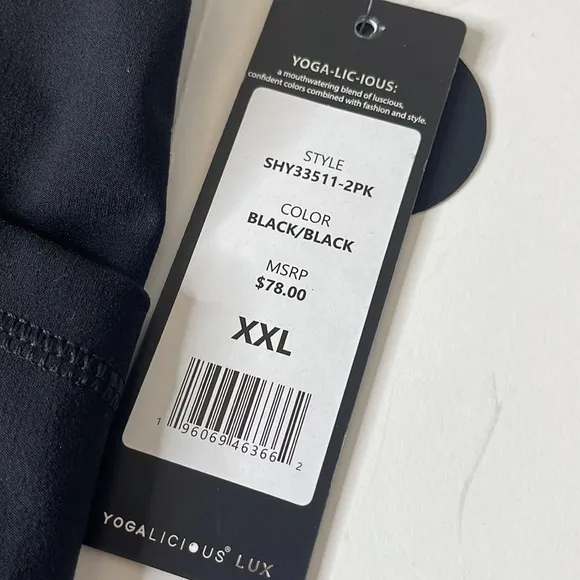 YOGA-LIC-IOUS:
a mouthwatering blend of luscious,
confident colors combined with fashion and style.
STYLE
SHY33511-2PK
COLOR
BLACK/BLACK
MSRP
$78.00
XXL
1 96069 46366 2
YOGALICIOUS® LUX